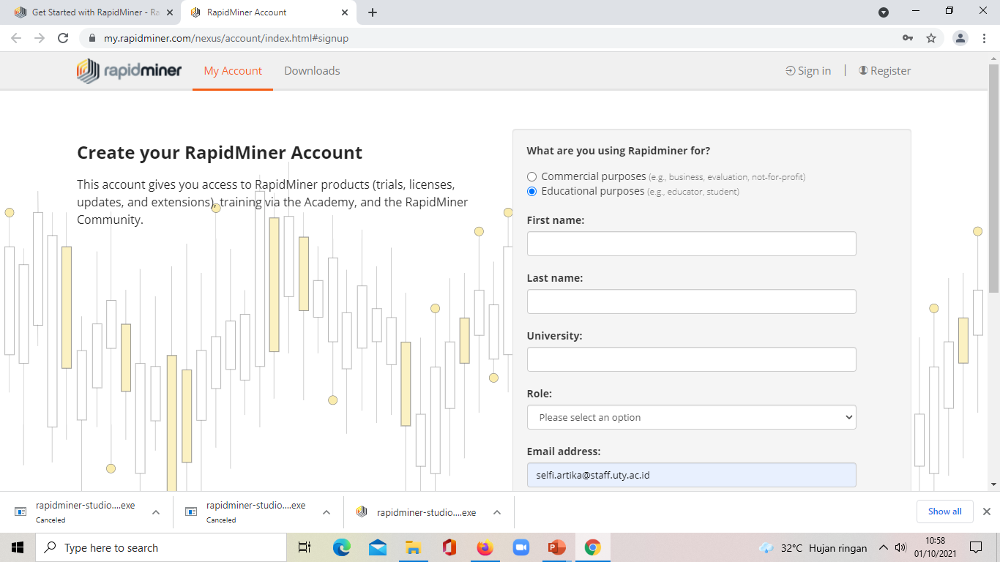 Get Started with RapidMiner - Ra
RapidMiner Account
my.rapidminer.com/nexus/account/index.html#signup
rapidminer
My Account
Downloads
Sign in
Register
Create your RapidMiner Account
This account gives you access to RapidMiner products (trials, licenses,
updates, and extensions), training via the Academy, and the RapidMiner
Community.
What are you using Rapidminer for?
Commercial purposes (e.g., business, evaluation, not-for-profit)
Educational purposes (e.g., educator, student)
First name:
Last name:
University:
Role:
Please select an option
Email address:
selfi.artika@staff.uty.ac.id
rapidminer-studio....exe
Canceled
rapidminer-studio....exe
Canceled
rapidminer-studio....exe
Show all
Type here to search
32°C Hujan ringan
10:58
01/10/2021